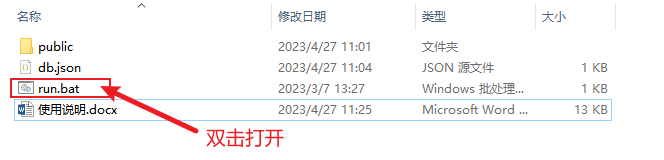 名称 修改日期 类型 大小
public 2023/4/27 11:01 文件夹
db.json 2023/4/27 11:04 JSON 源文件 1 KB
run.bat 2023/3/7 13:27 Windows 批处理... 1 KB
使用说明.docx 2023/4/27 11:25 Microsoft Word ... 13 KB
双击打开